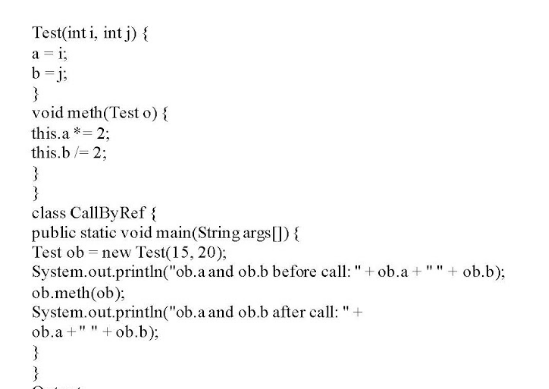 Test(int i, int j) {
a = i;
b = j;
}
void meth(Test o) {
this.a *= 2;
this.b /= 2;
}
}
class CallByRef {
public static void main(String args[]) {
Test ob = new Test(15, 20);
System.out.println("ob.a and ob.b before call: " + ob.a + " " + ob.b);
ob.meth(ob);
System.out.println("ob.a and ob.b after call: " +
ob.a + " " + ob.b);
}
}